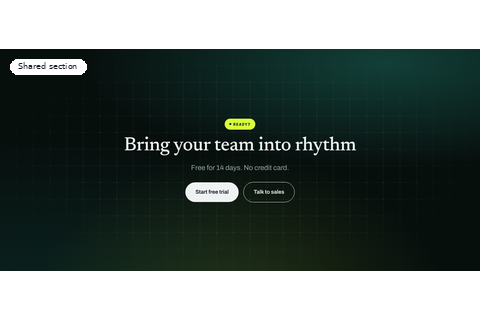 Shared section
READY?
Bring your team into rhythm
Free for 14 days. No credit card.
Start free trial
Talk to sales